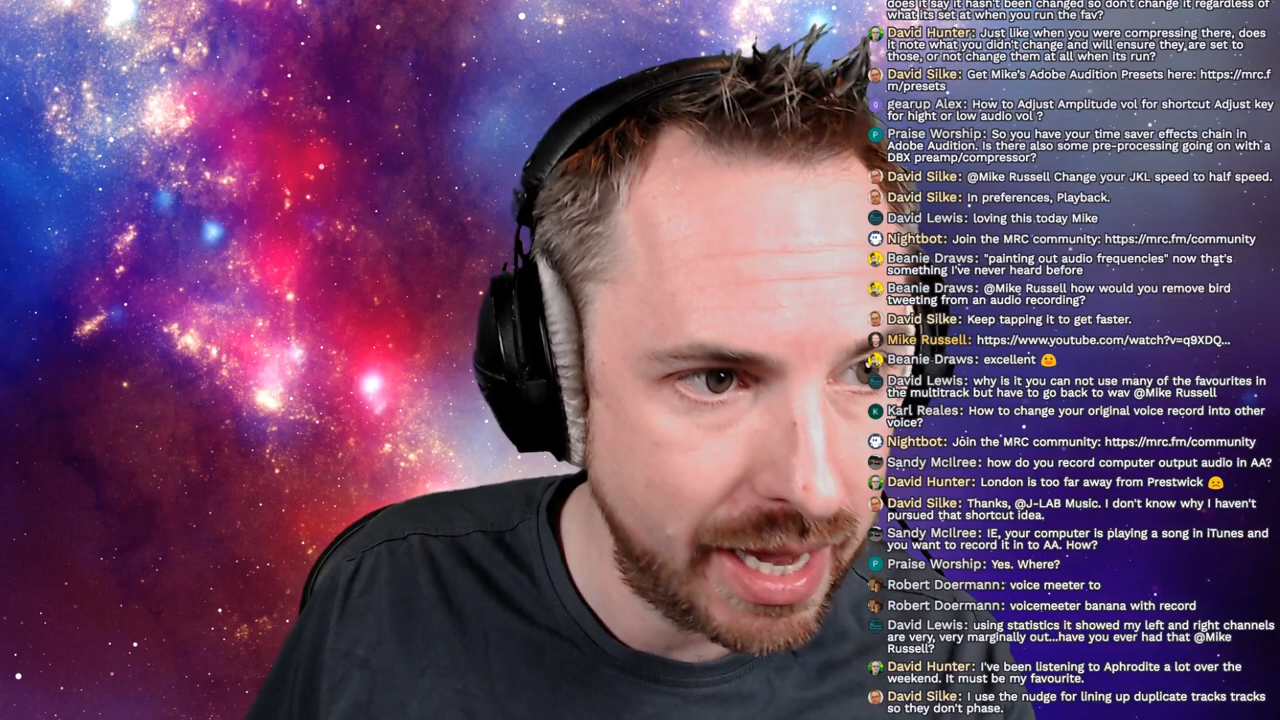 does it say it hasn't been changed so don't change it regardless of
what its set at when you run the fav?
David Hunter: Just like when you were compressing there, does
it note what you didn't change and will ensure they are set to
those, or not change them at all when its run?
David Silke: Get Mike's Adobe Audition Presets here: https://mrc.f
m/presets
g gearup Alex: How to Adjust Amplitude vol for shortcut Adjust key
for hight or low audio vol ?
P Praise Worship: So you have your time saver effects chain in
Adobe Audition. Is there also some pre-processing going on with a
DBX preamp/compressor?
David Silke: @Mike Russell Change your JKL speed to half speed.
David Silke: In preferences, Playback.
David Lewis: loving this today Mike
Nightbot: Join the MRC community: https://mrc.fm/community
Beanie Draws: "painting out audio frequencies" now that's
something I've never heard before
Beanie Draws: @Mike Russell how would you remove bird
tweeting from an audio recording?
David Silke: Keep tapping it to get faster.
Mike Russell: https://www.youtube.com/watch?v=q9XDQ...
Beanie Draws: excellent
David Lewis: why is it you can not use many of the favourites in
the multitrack but have to go back to wav @Mike Russell
K Karl Reales: How to change your original voice record into other
voice?
Nightbot: Join the MRC community: https://mrc.fm/community
Sandy McIlree: how do you record computer output audio in AA?
David Hunter: London is too far away from Prestwick
David Silke: Thanks, @J-LAB Music. I don't know why I haven't
pursued that shortcut idea.
Sandy McIlree: IE, your computer is playing a song in iTunes and
you want to record it in to AA. How?
P Praise Worship: Yes. Where?
Robert Doermann: voice meeter to
Robert Doermann: voicemeeter banana with record
David Lewis: using statistics it showed my left and right channels
are very, very marginally out...have you ever had that @Mike
Russell?
David Hunter: I've been listening to Aphrodite a lot over the
weekend. It must be my favourite.
David Silke: I use the nudge for lining up duplicate tracks tracks
so they don't phase.